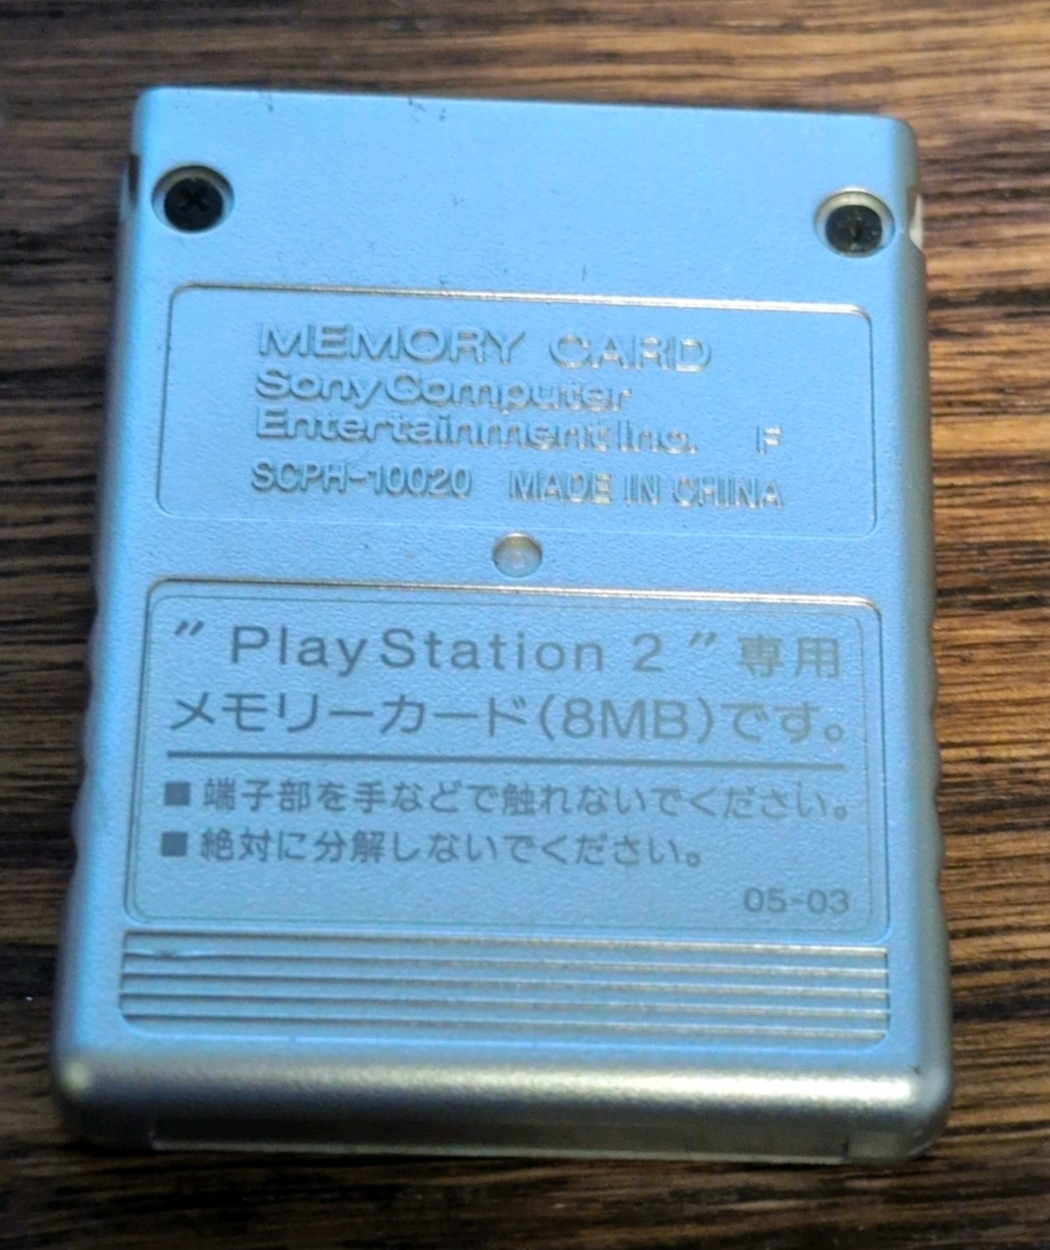 MEMORY CARD
Sony Computer
Entertainment Inc. F
SCPH-10020 MADE IN CHINA
" PlayStation 2 " 専用
メモリーカード(8MB)です。
■ 端子部を手などで触れないでください。
■ 絶対に分解しないでください。
05-03